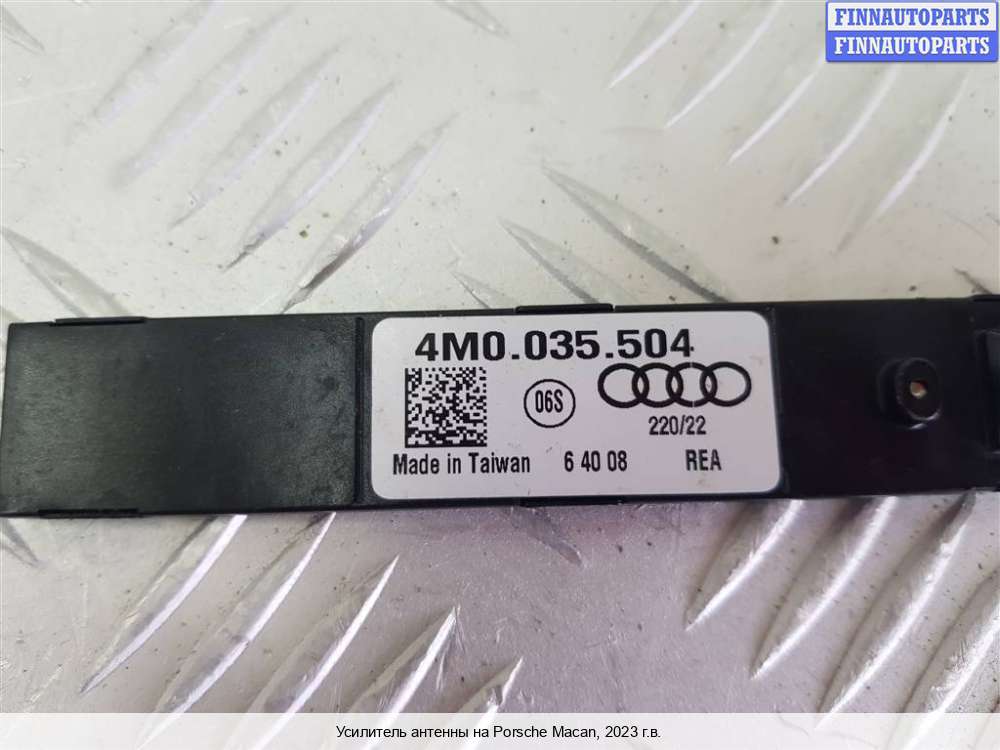 FINNAUTOPARTS
FINNAUTOPARTS
4M0.035.504
06S
220/22
Made in Taiwan 6 40 08 REA
Усилитель антенны на Porsche Macan, 2023 г.в.